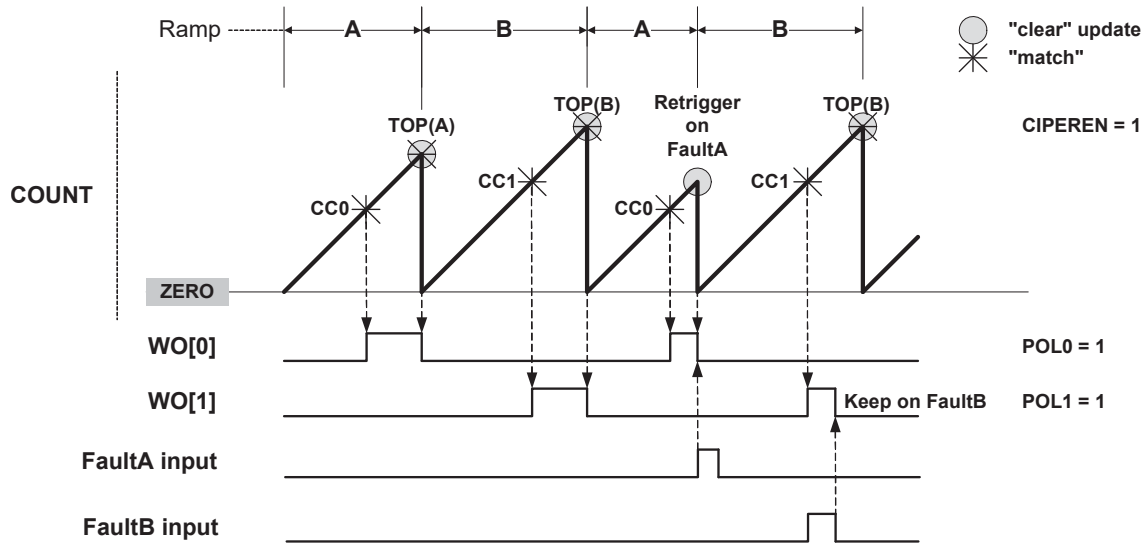 Ramp A B A B
"clear" update
"match"
TOP(A) TOP(B) Retrigger on FaultA TOP(B) CIPEREN = 1
COUNT
CC0 CC1 CC0 CC1
ZERO
WO[0] POL0 = 1
WO[1] Keep on FaultB POL1 = 1
FaultA input
FaultB input